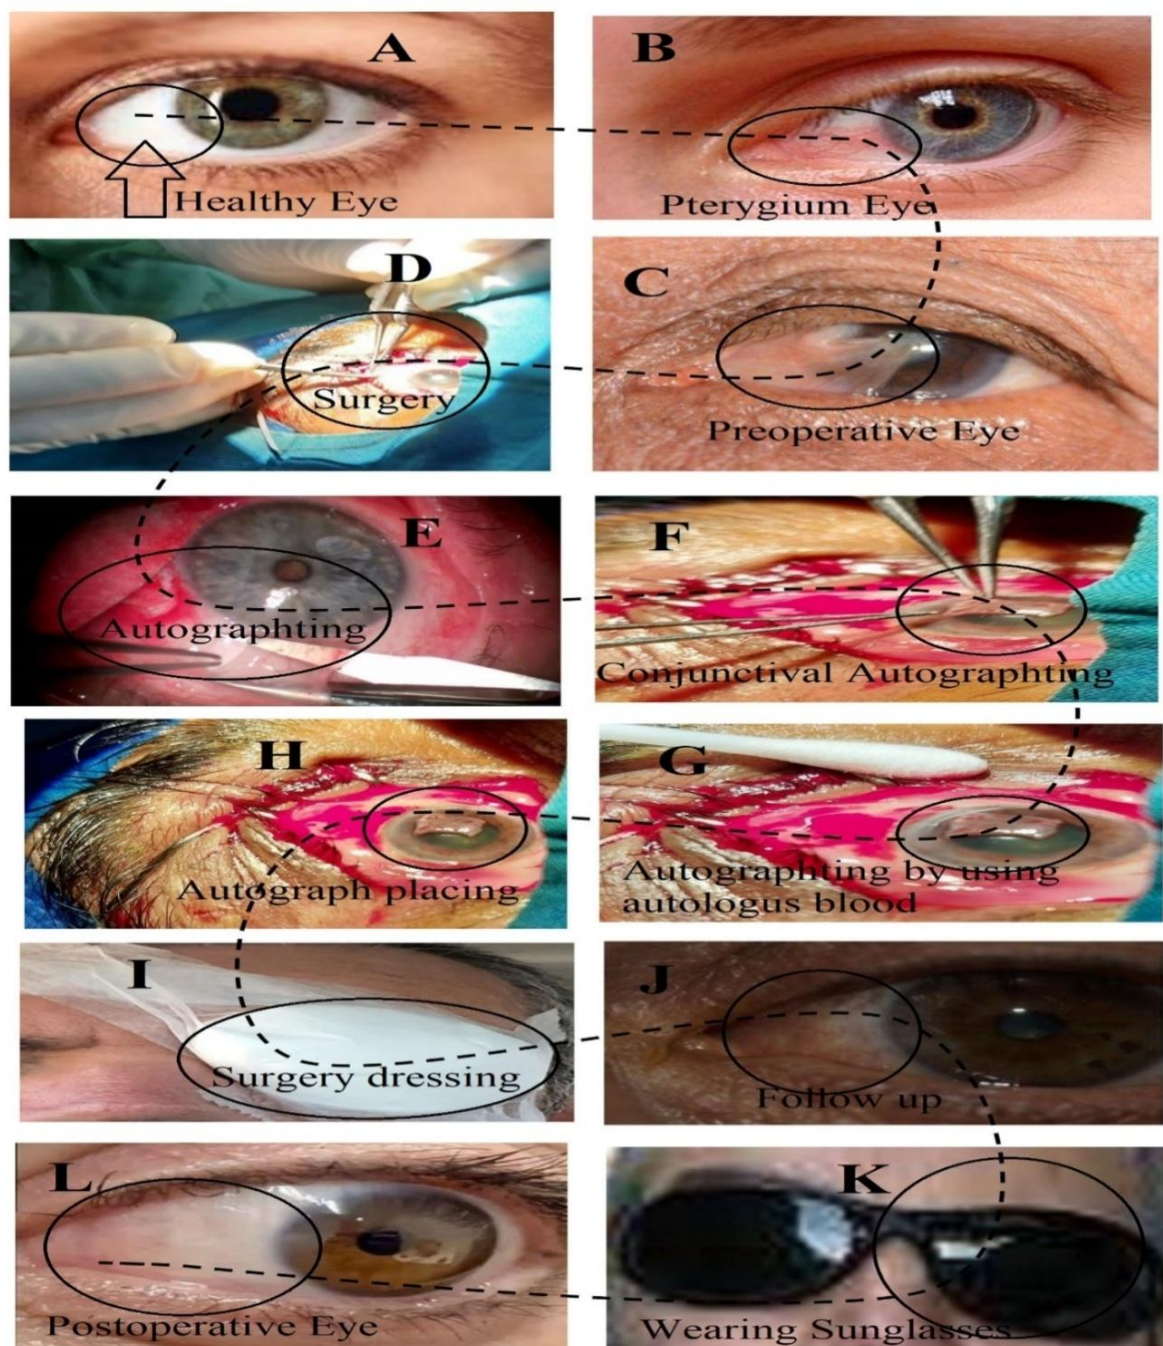 A
Healthy Eye
B
Pterygium Eye
D
Surgery
C
Preoperative Eye
E
Autographting
F
Conjunctival Autographting
H
Autograph placing
G
Autographting by using
autologus blood
I
Surgery dressing
J
Follow up
L
Postoperative Eye
K
Wearing Sunglasses